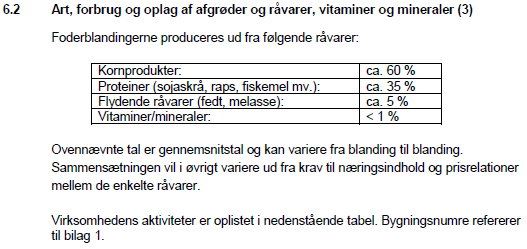 6.2 Art, forbrug og oplag af afgrøder og råvarer, vitaminer og mineraler (3)
Foderblandingerne produceres ud fra følgende råvarer:
Kornprodukter: ca. 60 %
Proteiner (sojaskrå, raps, fiskemel mv.): ca. 35 %
Flydende råvarer (fedt, melasse): ca. 5 %
Vitaminer/mineraler: < 1 %
Ovennævnte tal er gennemsnitstal og kan variere fra blanding til blanding.
Sammensætningen vil i øvrigt variere ud fra krav til næringsindhold og prisrelationer
mellem de enkelte råvarer.
Virksomhedens aktiviteter er oplistet i nedenstående tabel. Bygningsnumre refererer
til bilag 1.